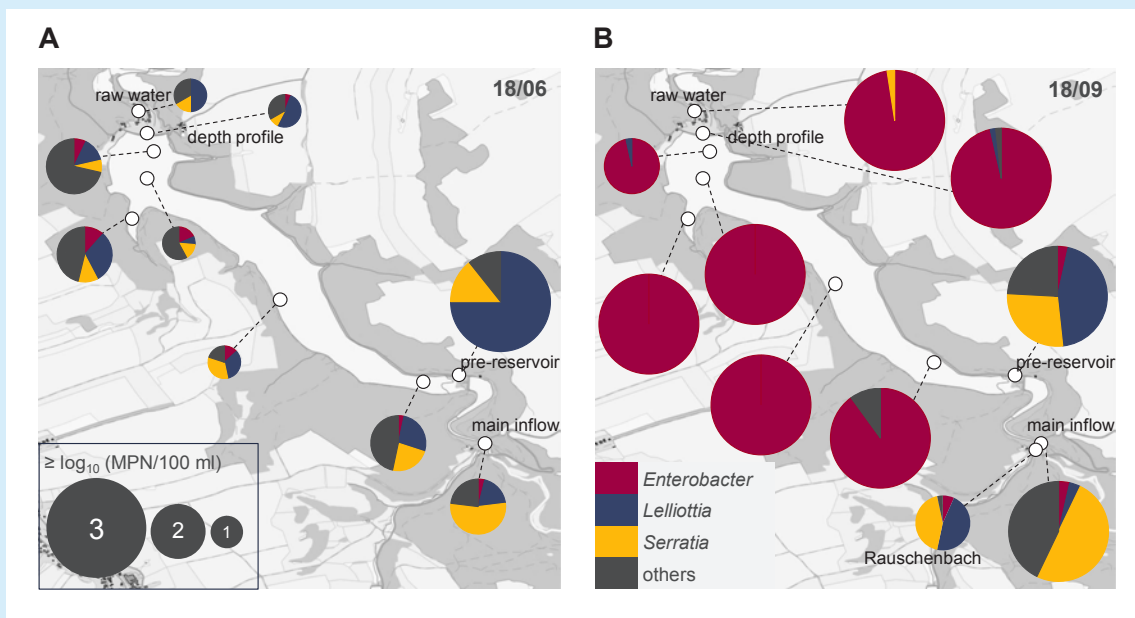 A
18/06
raw water
depth profile
pre-reservoir
main inflow
≥ log₁₀ (MPN/100 ml)
3
2
1
B
18/09
raw water
depth profile
pre-reservoir
main inflow
Rauschenbach
Enterobacter
Lelliottia
Serratia
others